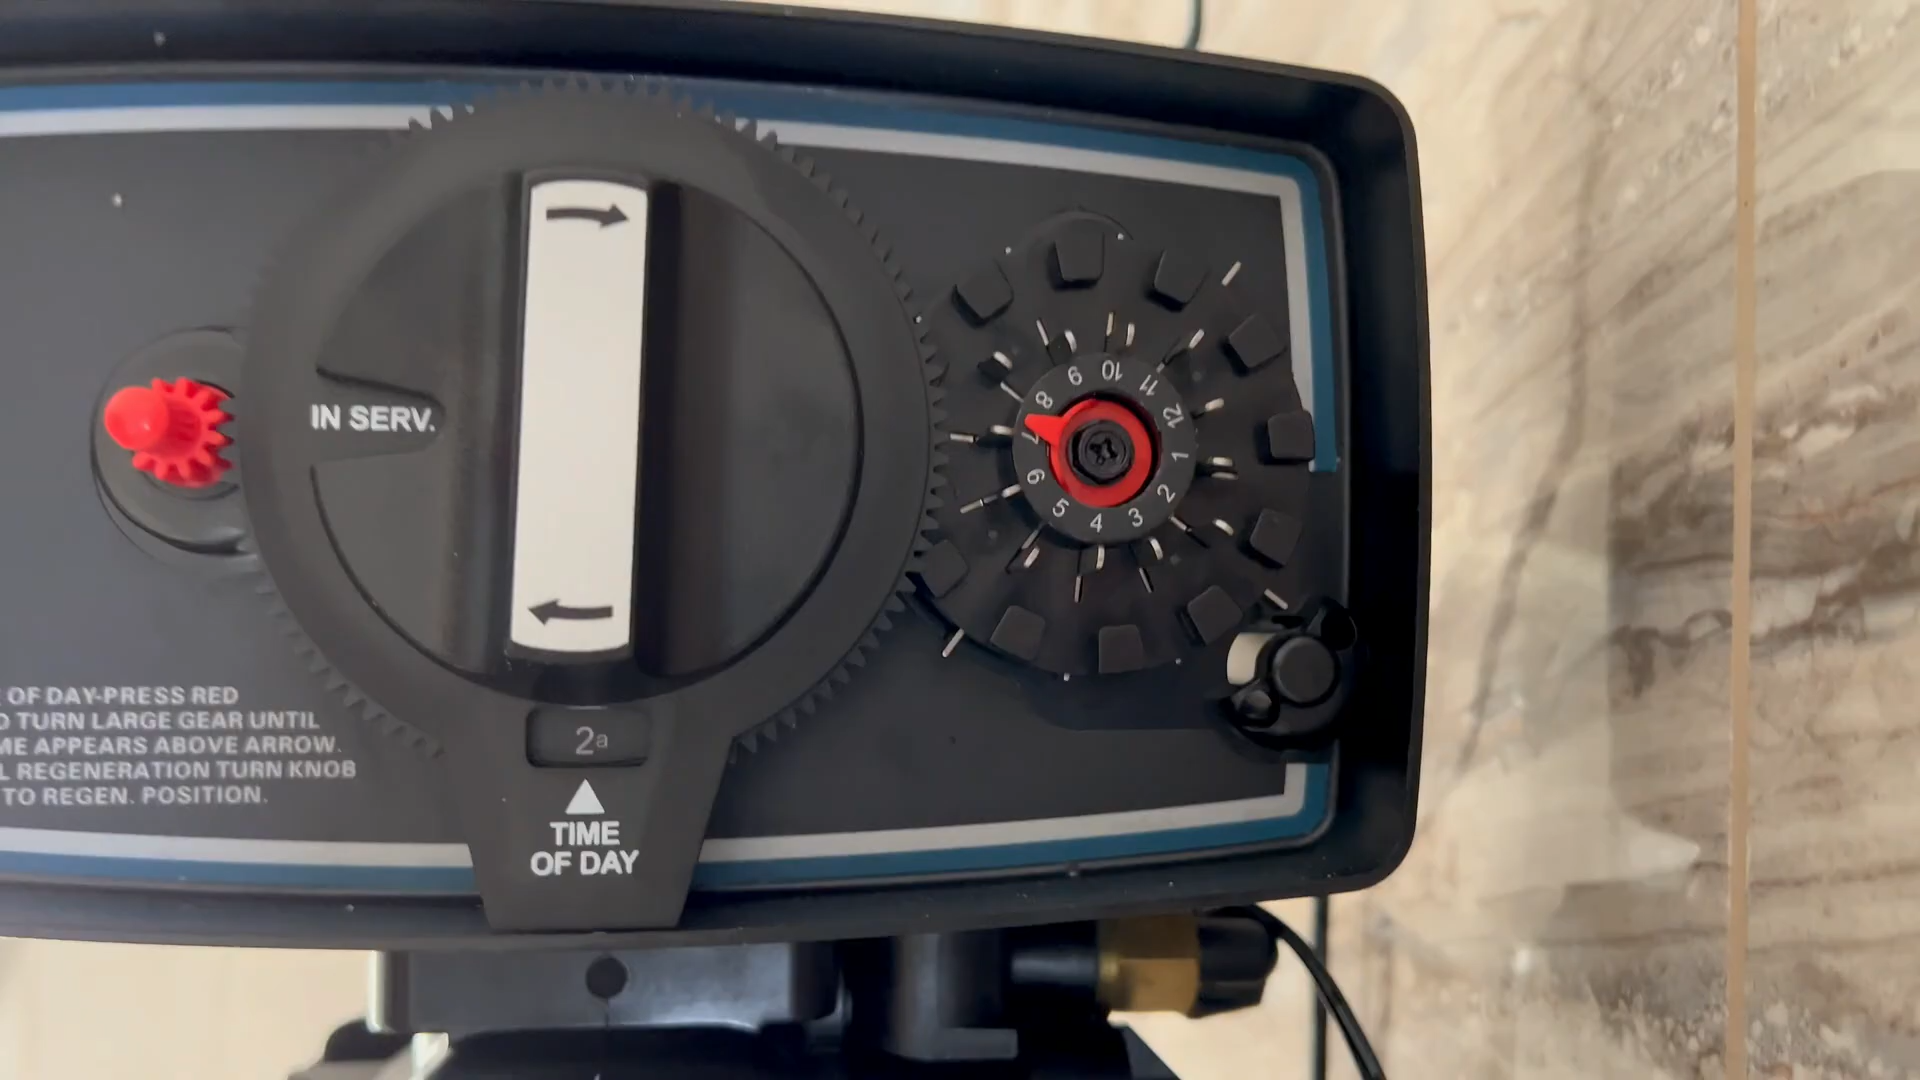 IN SERV.
8
9
10
11
12
7
1
6
5
4
3
2
OF DAY-PRESS RED
TURN LARGE GEAR UNTIL
ME APPEARS ABOVE ARROW.
L REGENERATION TURN KNOB
TO REGEN. POSITION.
2a
TIME
OF DAY